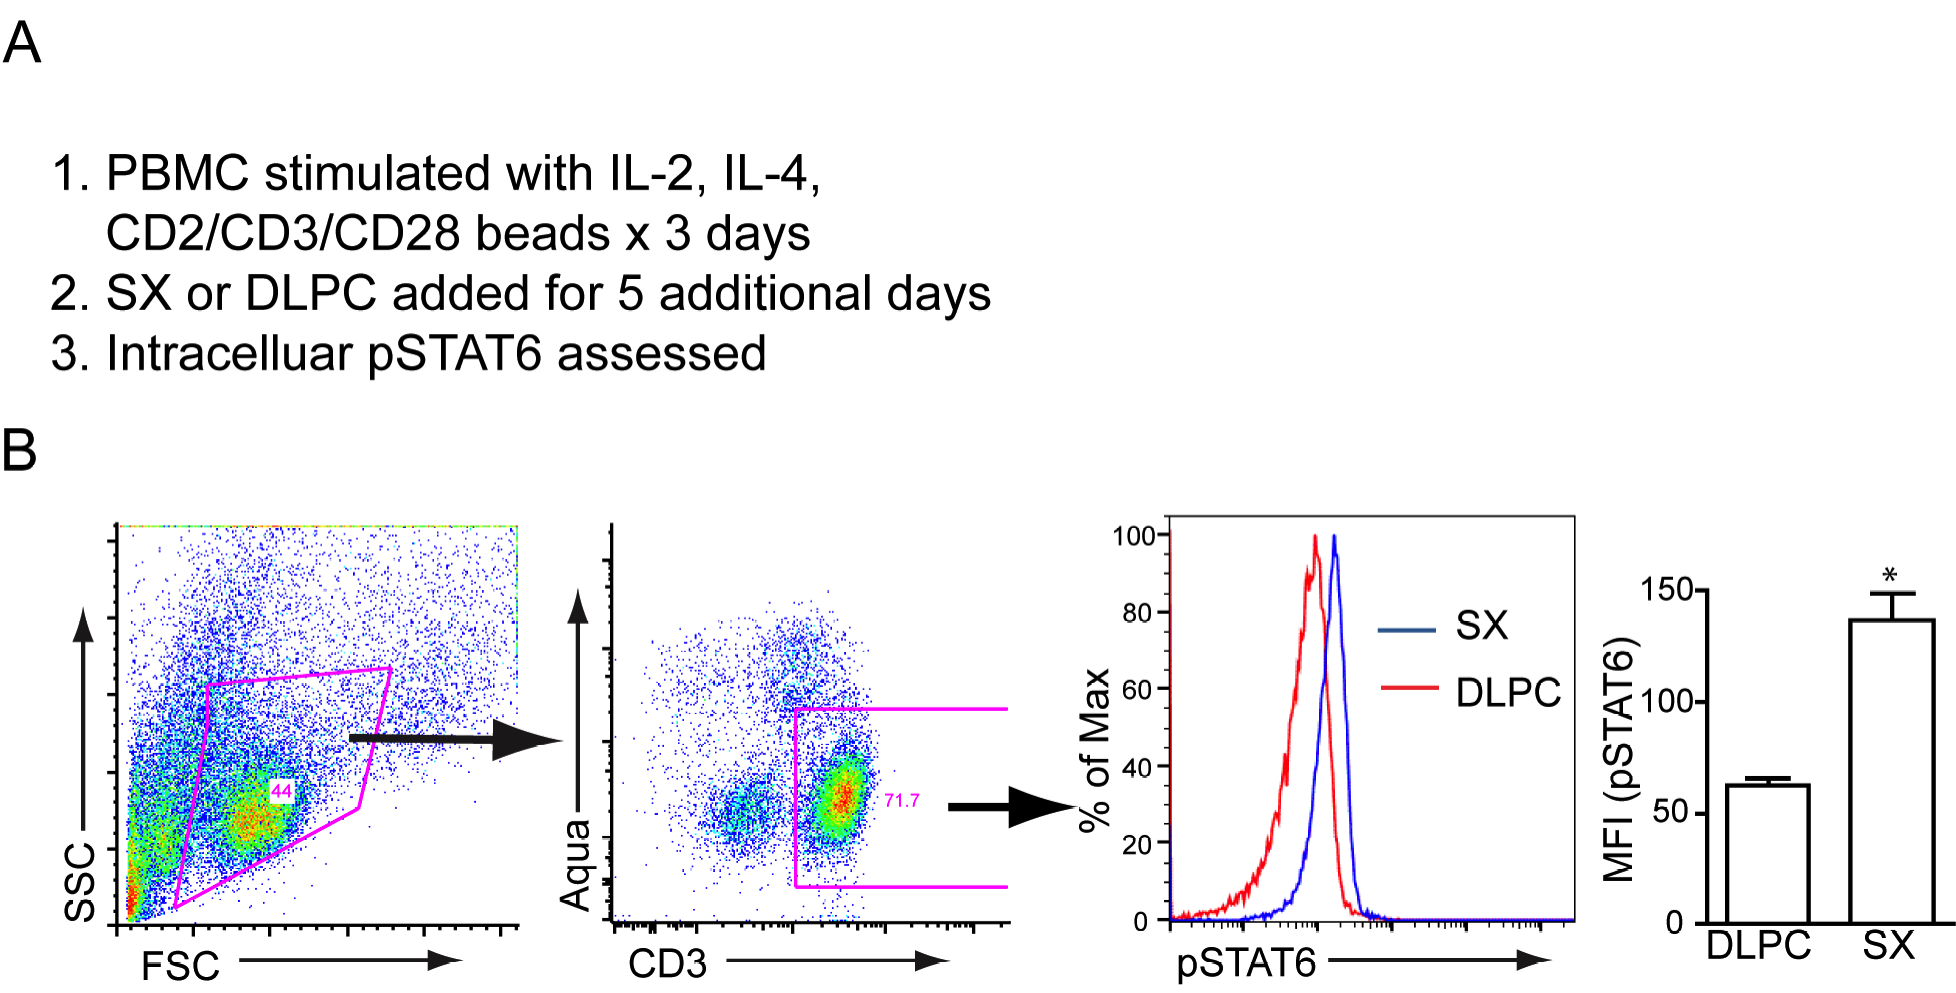 A
1. PBMC stimulated with IL-2, IL-4,
CD2/CD3/CD28 beads x 3 days
2. SX or DLPC added for 5 additional days
3. Intracelluar pSTAT6 assessed
B
SSC
44
FSC
Aqua
71.7
CD3
% of Max
100
80
60
40
20
0
SX
DLPC
pSTAT6
MFI (pSTAT6)
150
100
50
0
*
DLPC
SX